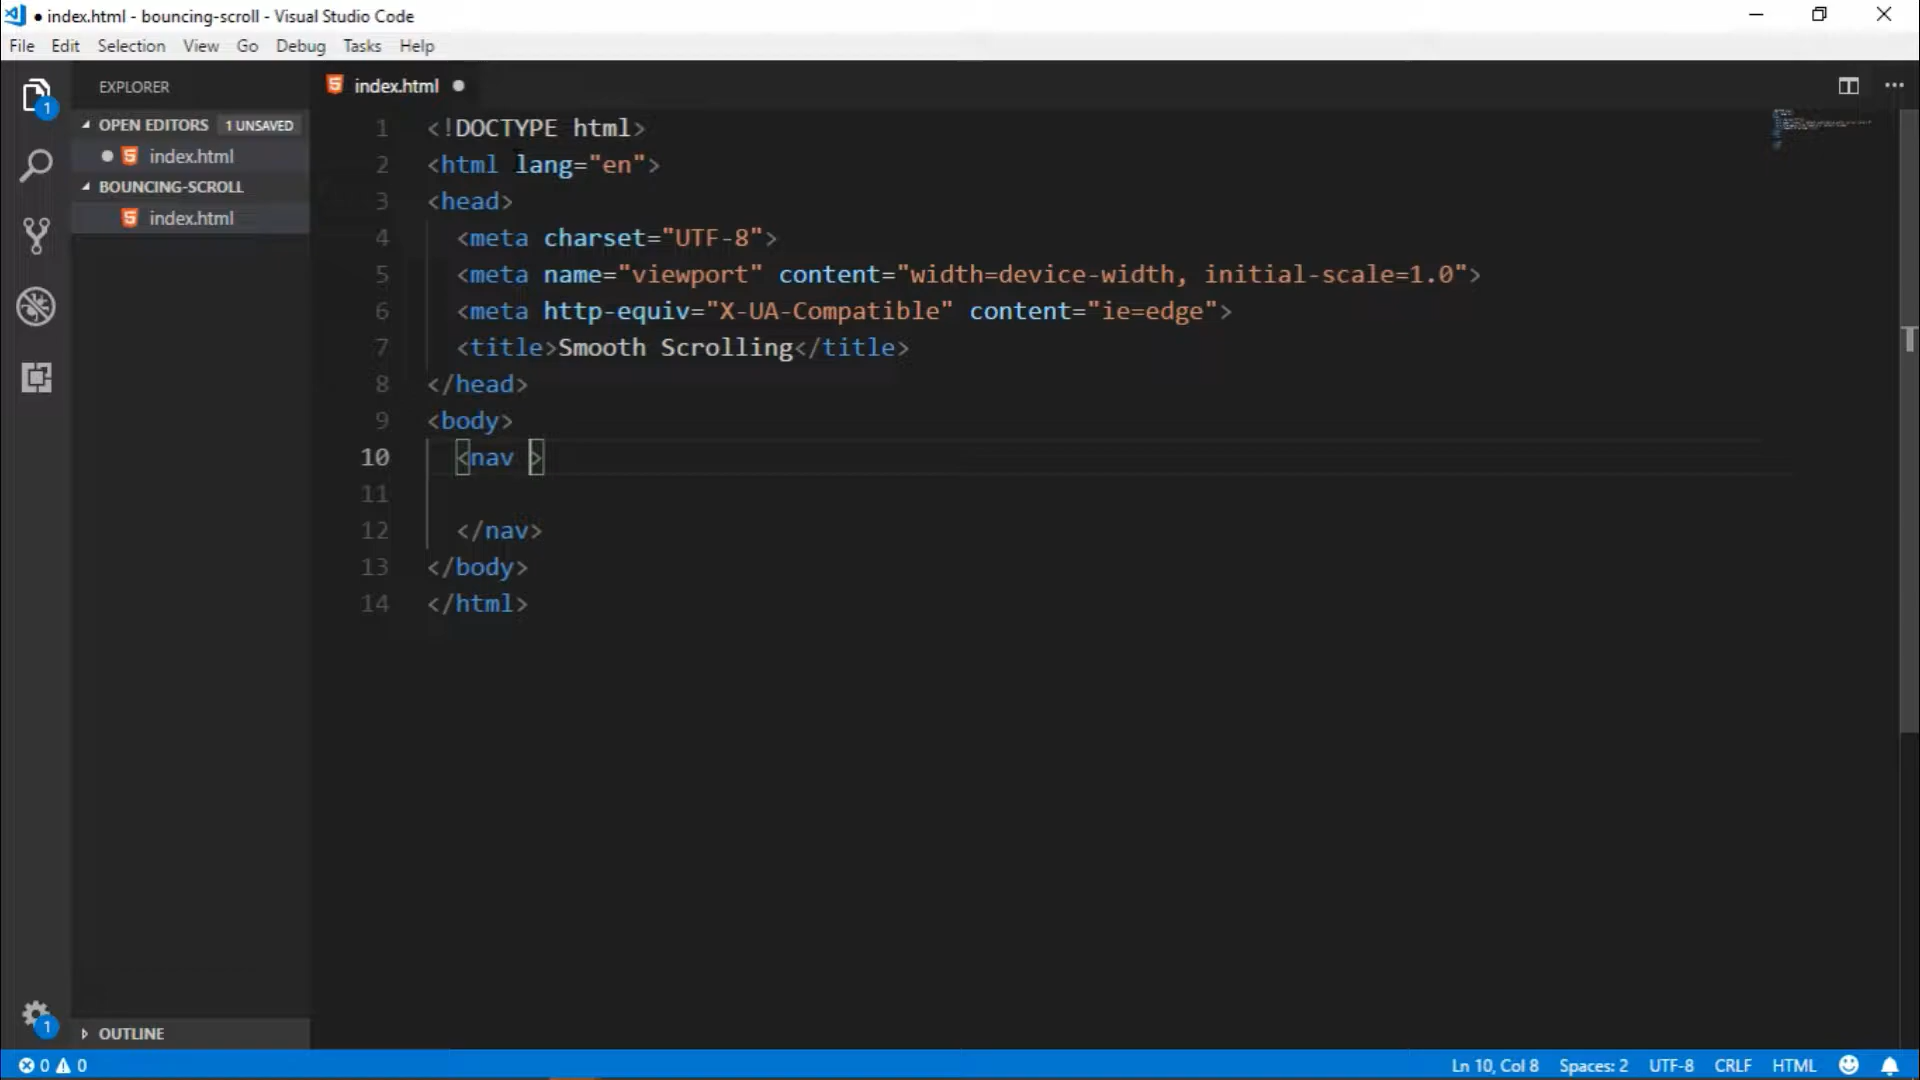 ● index.html - bouncing-scroll - Visual Studio Code
File Edit Selection View Go Debug Tasks Help
EXPLORER
1
OPEN EDITORS 1 UNSAVED
index.html
BOUNCING-SCROLL
index.html
index.html
1 <!DOCTYPE html>
2 <html lang="en">
3 <head>
4 <meta charset="UTF-8">
5 <meta name="viewport" content="width=device-width, initial-scale=1.0">
6 <meta http-equiv="X-UA-Compatible" content="ie=edge">
7 <title>Smooth Scrolling</title>
8 </head>
9 <body>
10 <nav >
11
12 </nav>
13 </body>
14 </html>
1
OUTLINE
0 0
Ln 10, Col 8 Spaces: 2 UTF-8 CRLF HTML